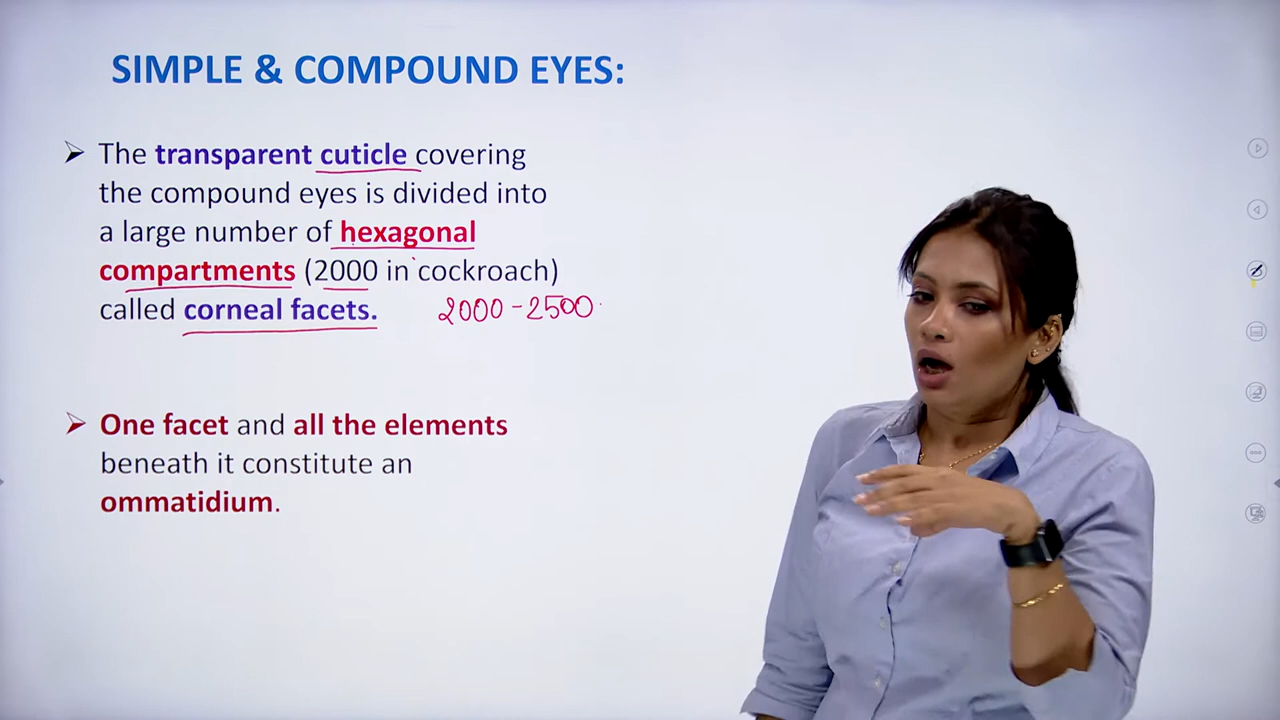 SIMPLE & COMPOUND EYES:
The transparent cuticle covering
the compound eyes is divided into
a large number of hexagonal
compartments (2000 in cockroach)
called corneal facets. 2000-2500
One facet and all the elements
beneath it constitute an
ommatidium.